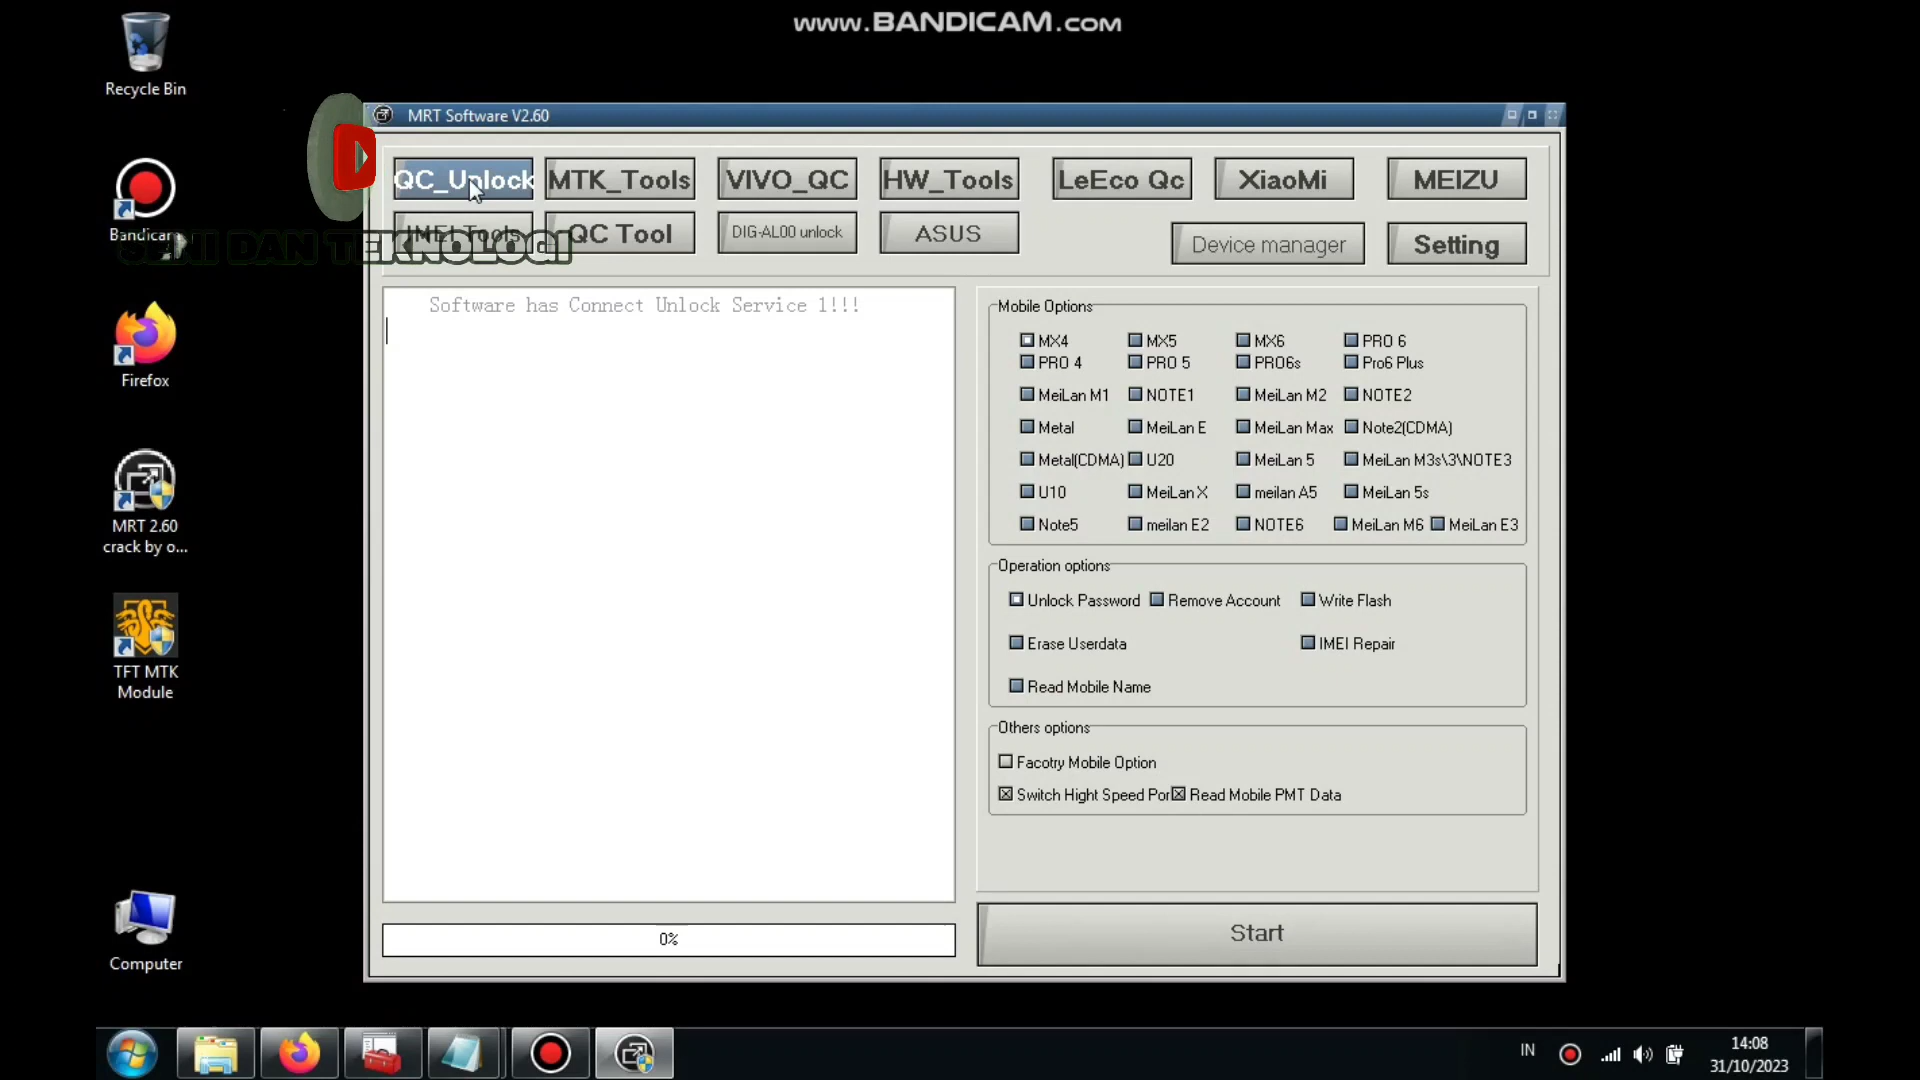 www.BANDICAM.com
Recycle Bin
MRT Software V2.60
QC_Unlock MTK_Tools VIVO_QC HW_Tools LeEco Qc XiaoMi MEIZU
IMEI Tools QC Tool DIG-AL00 unlock ASUS Device manager Setting
Bandicam
SENI DAN TEKNOLOGI
Software has Connect Unlock Service 1!!!
Mobile Options
MX4 MX5 MX6 PRO 6
PRO 4 PRO 5 PRO6s Pro6 Plus
MeiLan M1 NOTE1 MeiLan M2 NOTE2
Metal MeiLan E MeiLan Max Note2(CDMA)
Metal(CDMA) U20 MeiLan 5 MeiLan M3s\3\NOTE3
U10 MeiLan X meilan A5 MeiLan 5s
Note5 meilan E2 NOTE6 MeiLan M6 MeiLan E3
Operation options
Unlock Password Remove Account Write Flash
Erase Userdata IMEI Repair
Read Mobile Name
Others options
Facotry Mobile Option
Switch Hight Speed Por Read Mobile PMT Data
0%
Start
Firefox
MRT 2.60
crack by o...
TFT MTK
Module
Computer
IN
14:08
31/10/2023